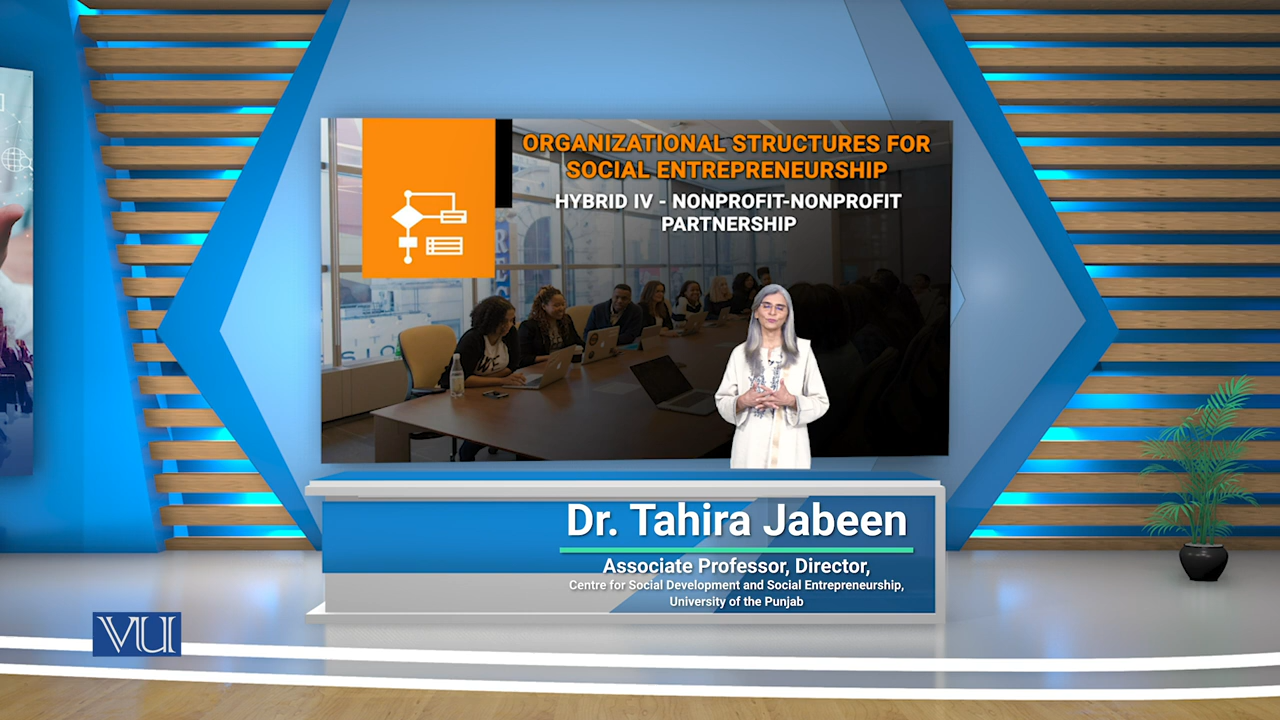 ORGANIZATIONAL STRUCTURES FOR
SOCIAL ENTREPRENEURSHIP
HYBRID IV - NONPROFIT-NONPROFIT
PARTNERSHIP
Dr. Tahira Jabeen
Associate Professor, Director,
Centre for Social Development and Social Entrepreneurship,
University of the Punjab
VU